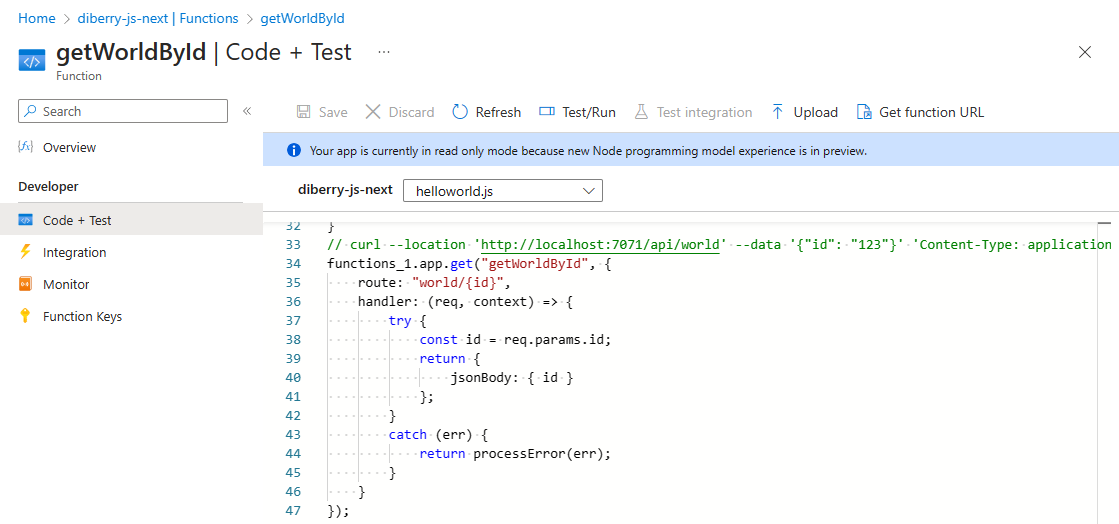 Home > diberry-js-next | Functions > getWorldById
getWorldById | Code + Test ...
Function
Search «
Overview
Developer
Code + Test
Integration
Monitor
Function Keys
Save Discard Refresh Test/Run Test integration Upload Get function URL
Your app is currently in read only mode because new Node programming model experience is in preview.
diberry-js-next helloworld.js
32 }
33 // curl --location 'http://localhost:7071/api/world' --data '{"id": "123"}' 'Content-Type: application
34 functions_1.app.get("getWorldById", {
35     route: "world/{id}",
36     handler: (req, context) => {
37         try {
38             const id = req.params.id;
39             return {
40                 jsonBody: { id }
41             };
42         }
43         catch (err) {
44             return processError(err);
45         }
46     }
47 });